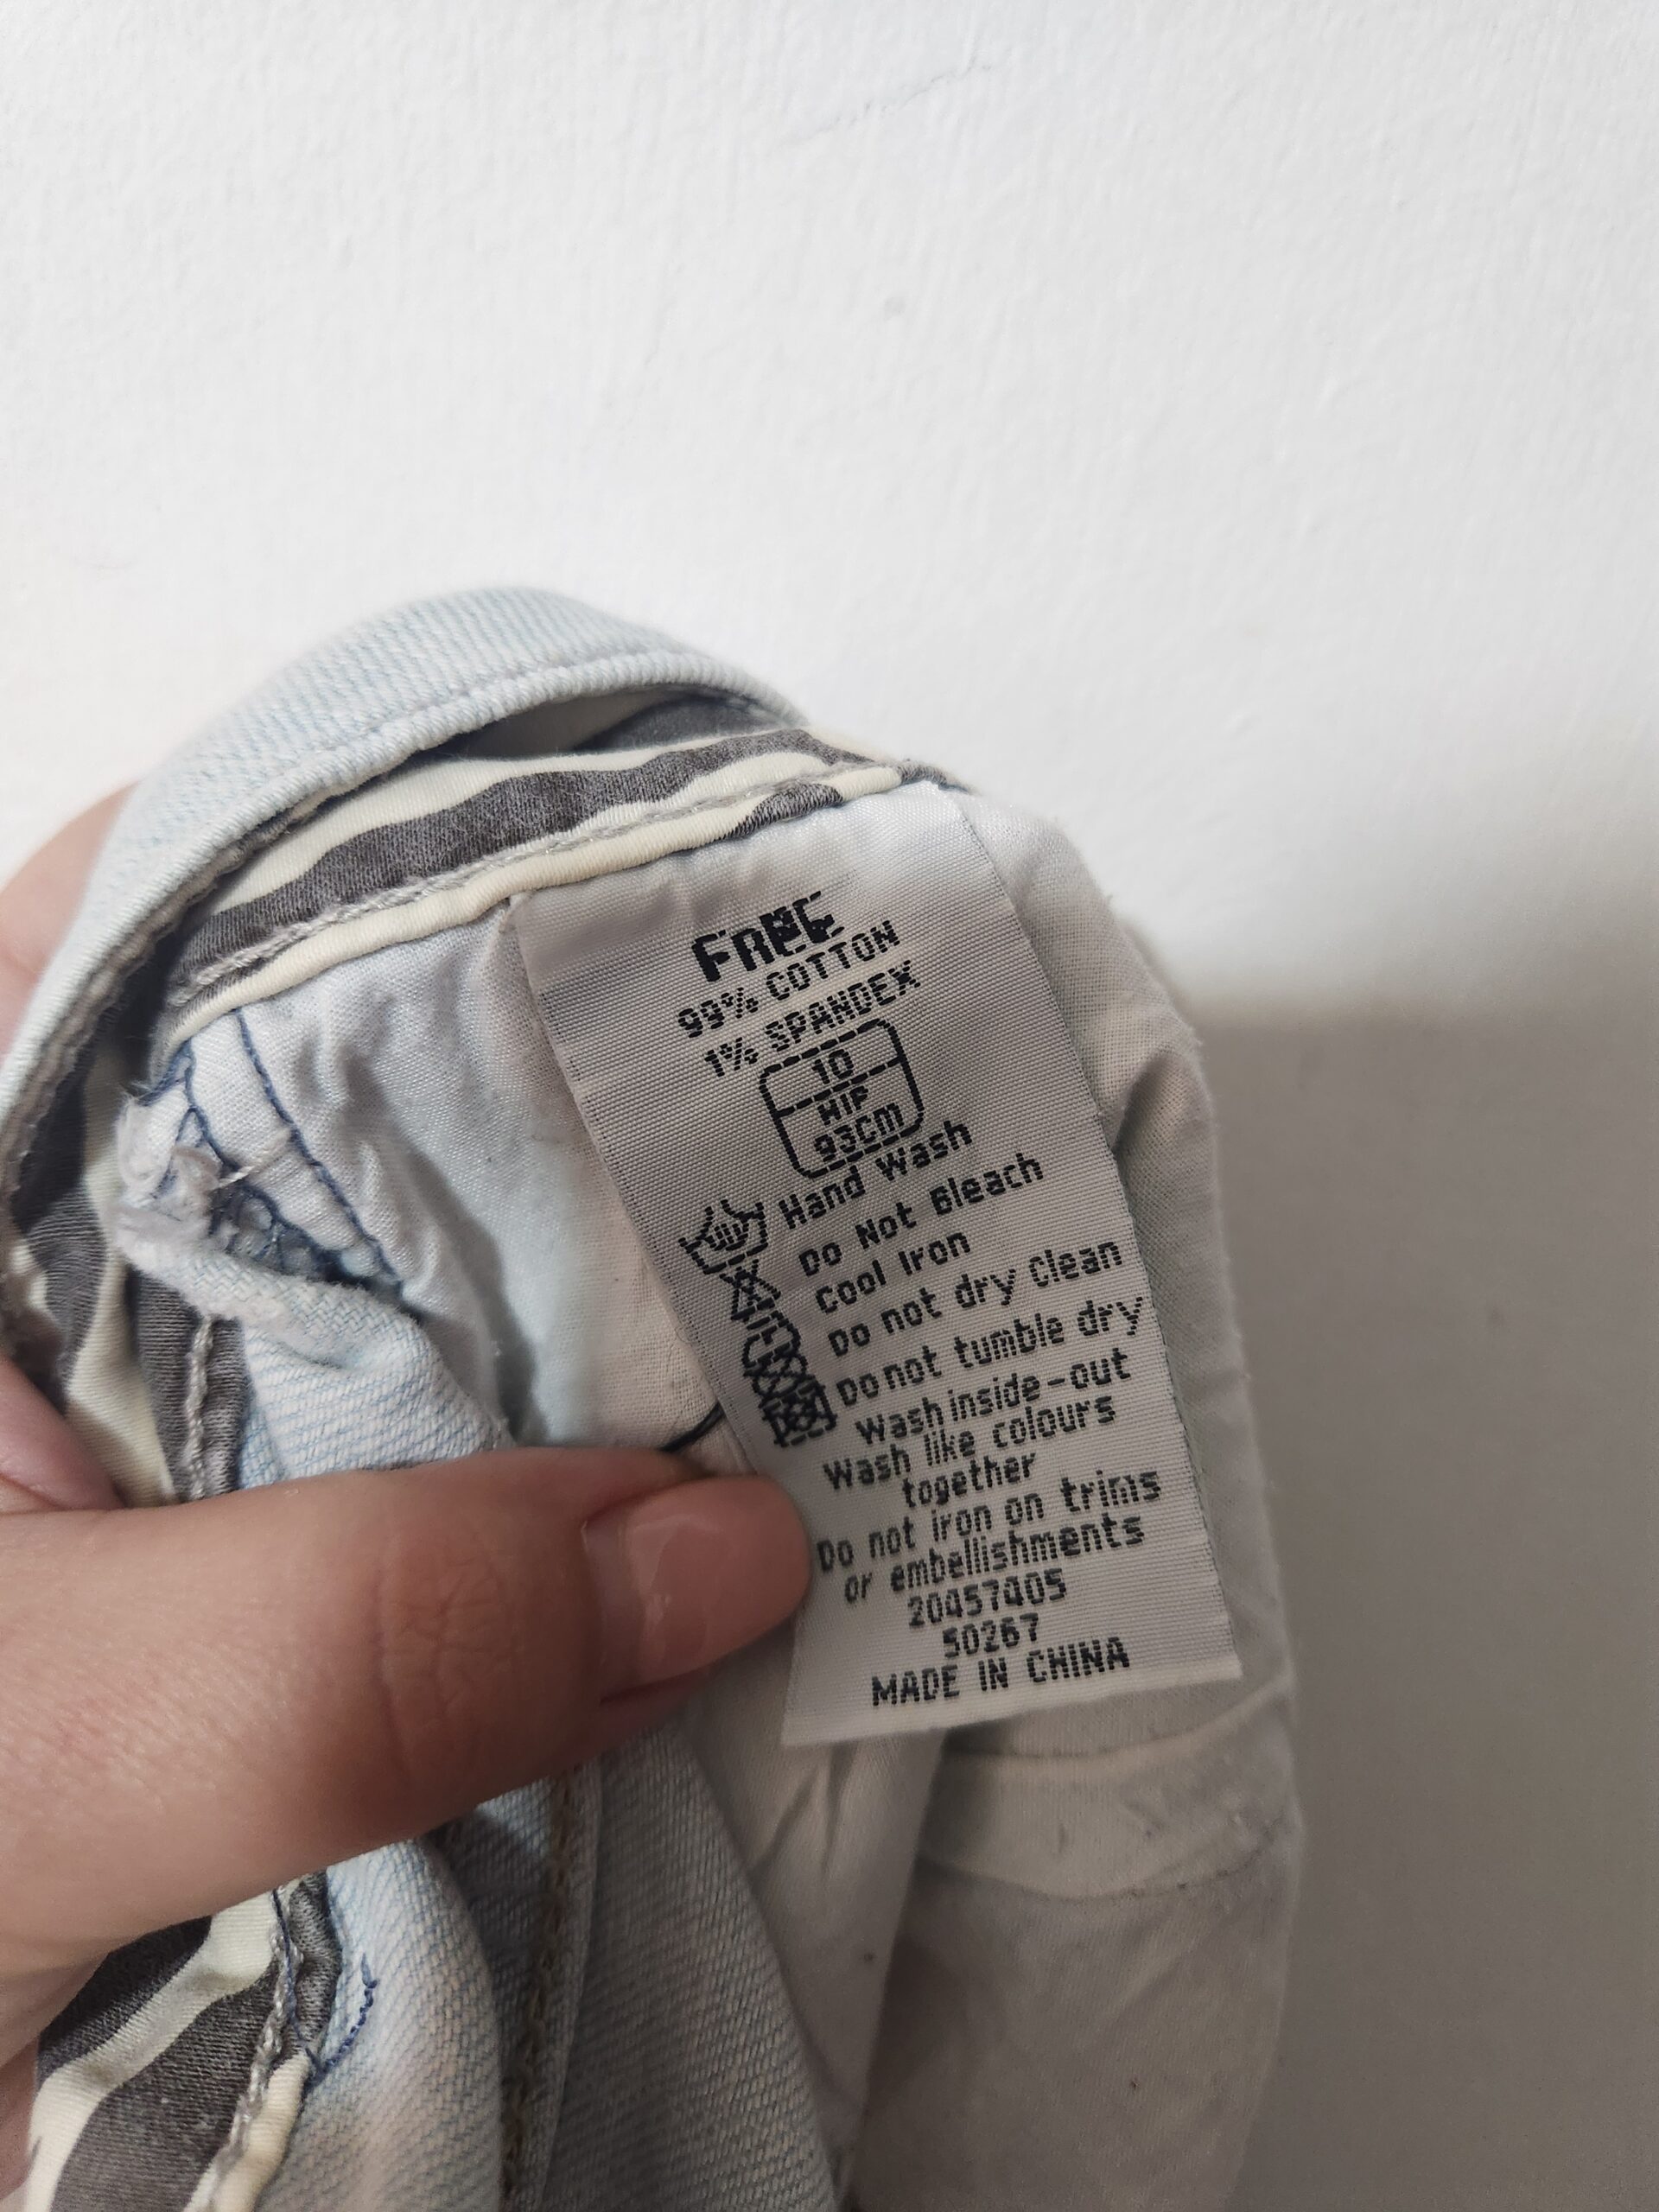 FREE
99% COTTON
1% SPANDEX
10
HIP
93cm
Hand Wash
Do Not Bleach
Cool Iron
Do not dry Clean
Do not tumble dry
Wash inside-out
Wash like colours
together
Do not iron on trims
or embellishments
20457405
50267
MADE IN CHINA